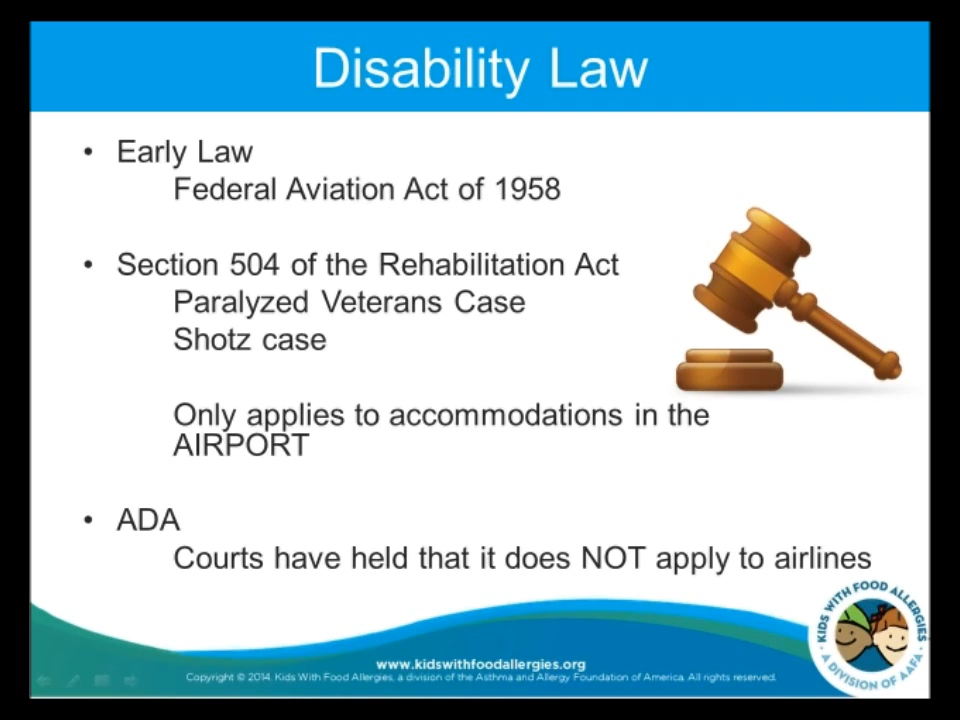 Disability Law
• Early Law
Federal Aviation Act of 1958
• Section 504 of the Rehabilitation Act
Paralyzed Veterans Case
Shotz case
Only applies to accommodations in the
AIRPORT
• ADA
Courts have held that it does NOT apply to airlines
KIDS WITH FOOD ALLERGIES
A DIVISION OF AAFA
www.kidswithfoodallergies.org
Copyright © 2014. Kids With Food Allergies, a division of the Asthma and Allergy Foundation of America. All rights reserved.